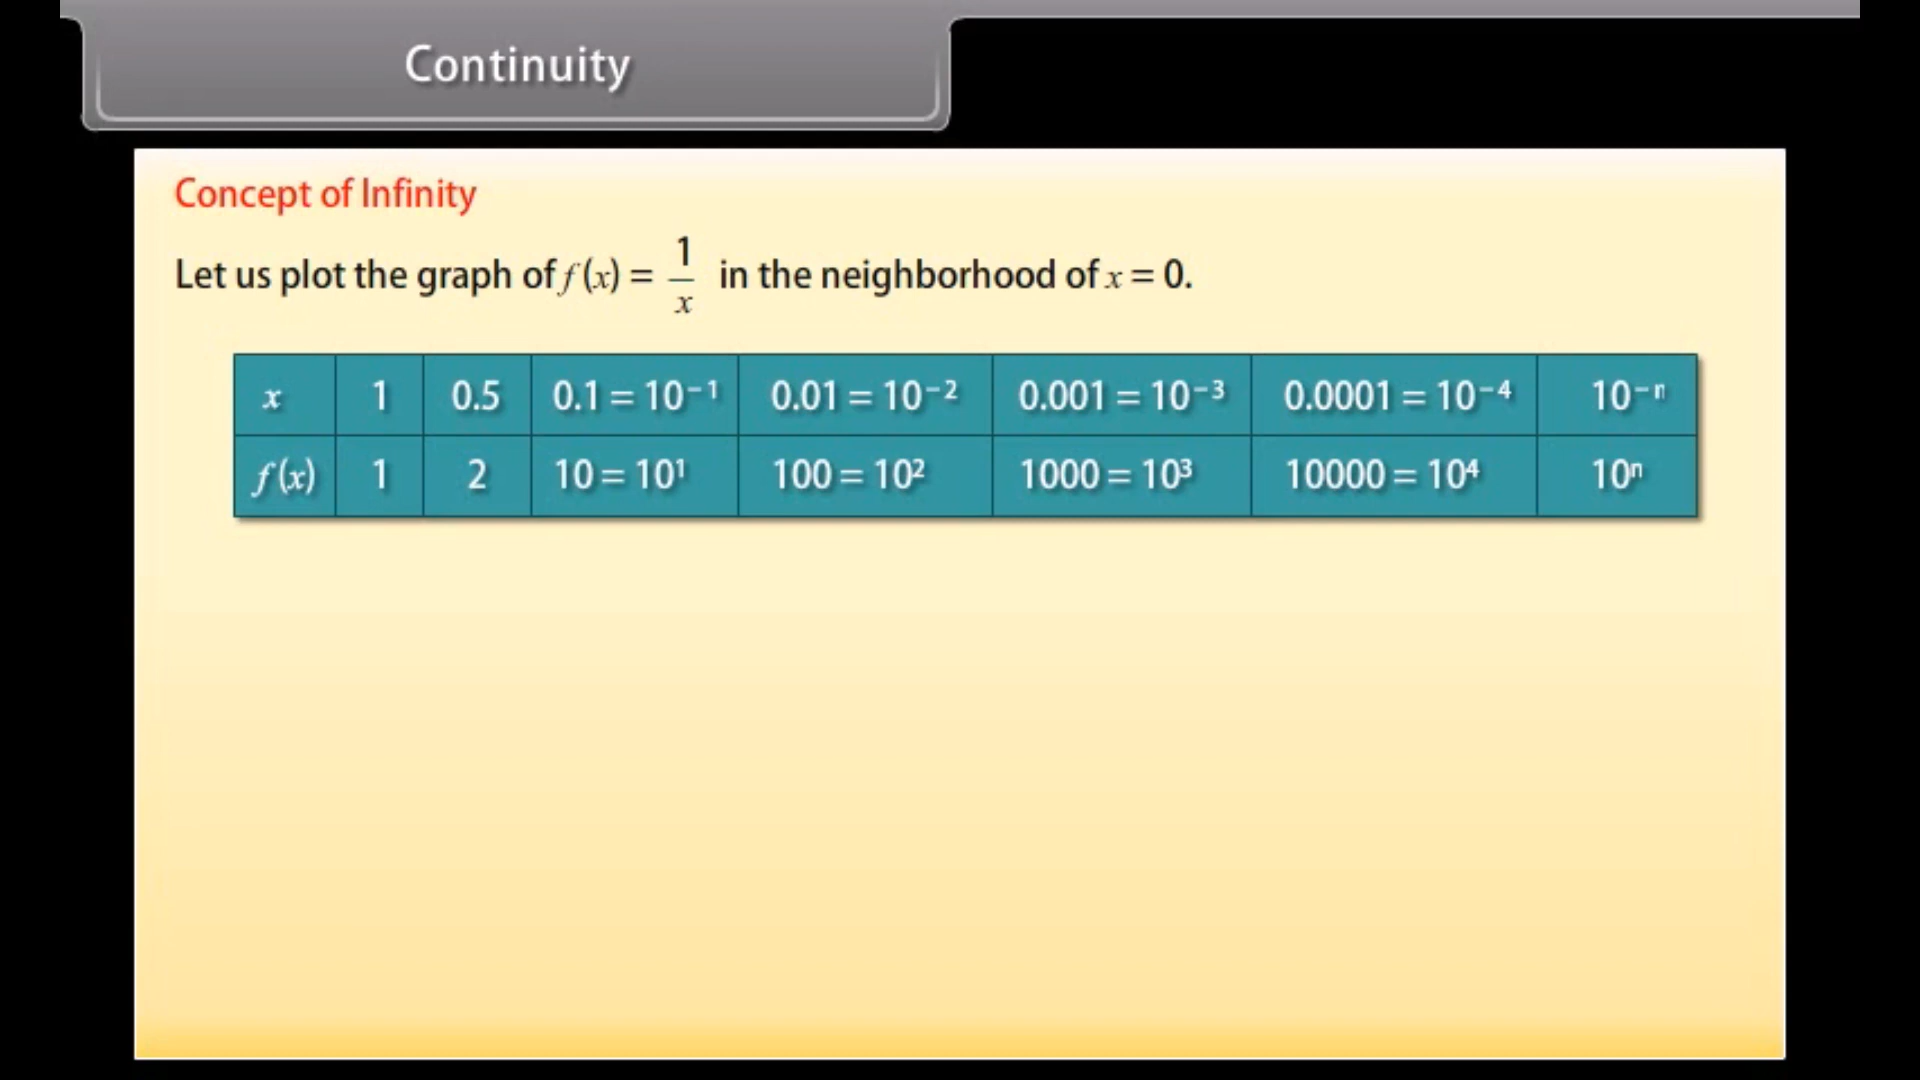 Continuity
Concept of Infinity
Let us plot the graph of f (x) = 1/x in the neighborhood of x = 0.
x 1 0.5 0.1 = 10⁻¹ 0.01 = 10⁻² 0.001 = 10⁻³ 0.0001 = 10⁻⁴ 10⁻ⁿ
f (x) 1 2 10 = 10¹ 100 = 10² 1000 = 10³ 10000 = 10⁴ 10ⁿ